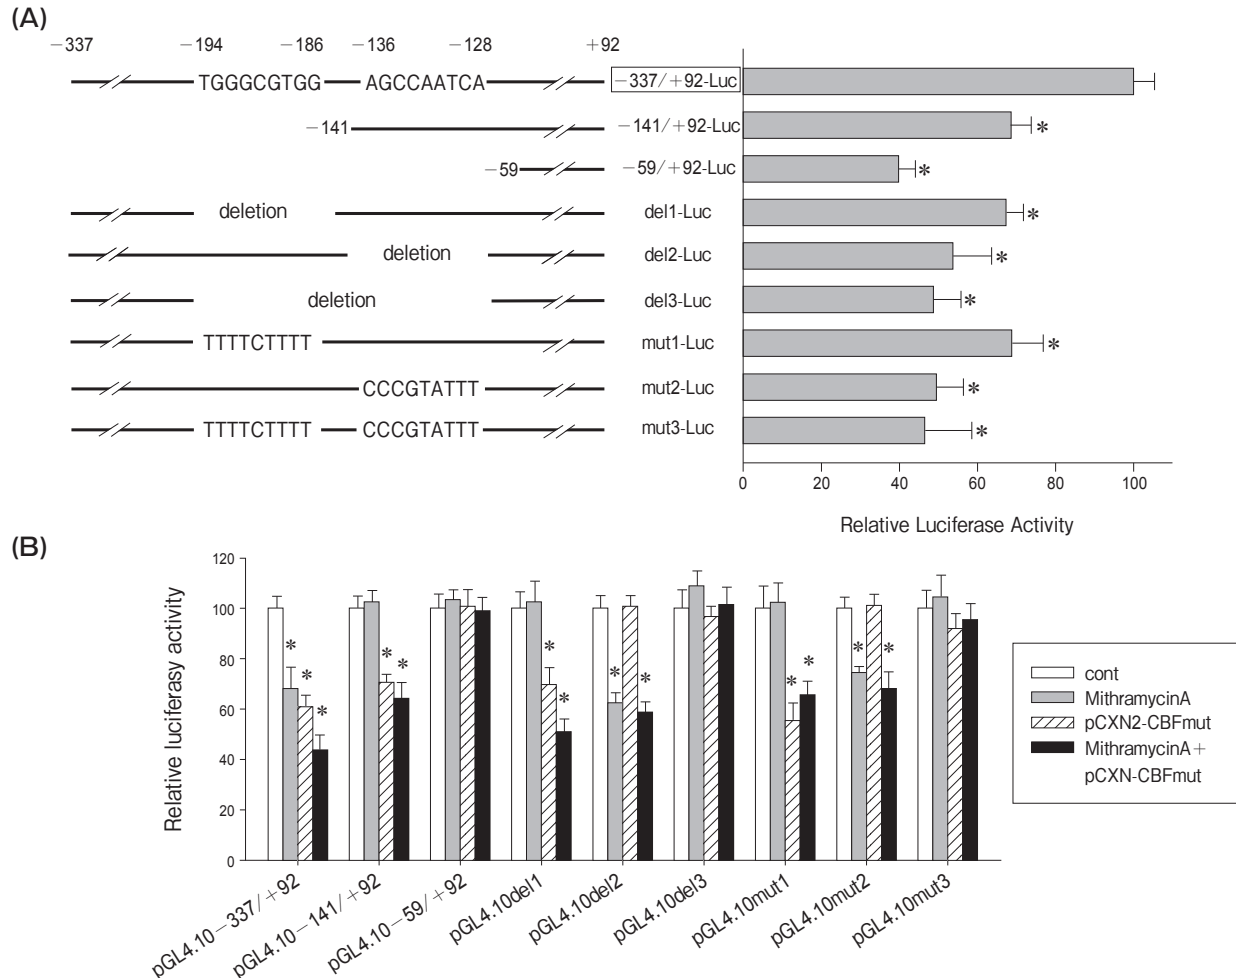 (A)
−337 −194 −186 −136 −128 +92
TGGGCGTGG AGCCAATCA −337/+92-Luc
−141 −141/+92-Luc *
−59 −59/+92-Luc *
deletion del1-Luc *
deletion del2-Luc *
deletion del3-Luc *
TTTTCTTTT mut1-Luc *
CCCGTATTT mut2-Luc *
TTTTCTTTT CCCGTATTT mut3-Luc *
0 20 40 60 80 100
Relative Luciferase Activity
(B)
Relative luciferasy activity
120
100
80
60
40
20
0
* * *
* *
* *
* *
* *
* *
pGL4.10−337/+92
pGL4.10−141/+92
pGL4.10−59/+92
pGL4.10del1
pGL4.10del2
pGL4.10del3
pGL4.10mut1
pGL4.10mut2
pGL4.10mut3
cont
MithramycinA
pCXN2-CBFmut
MithramycinA+
pCXN-CBFmut